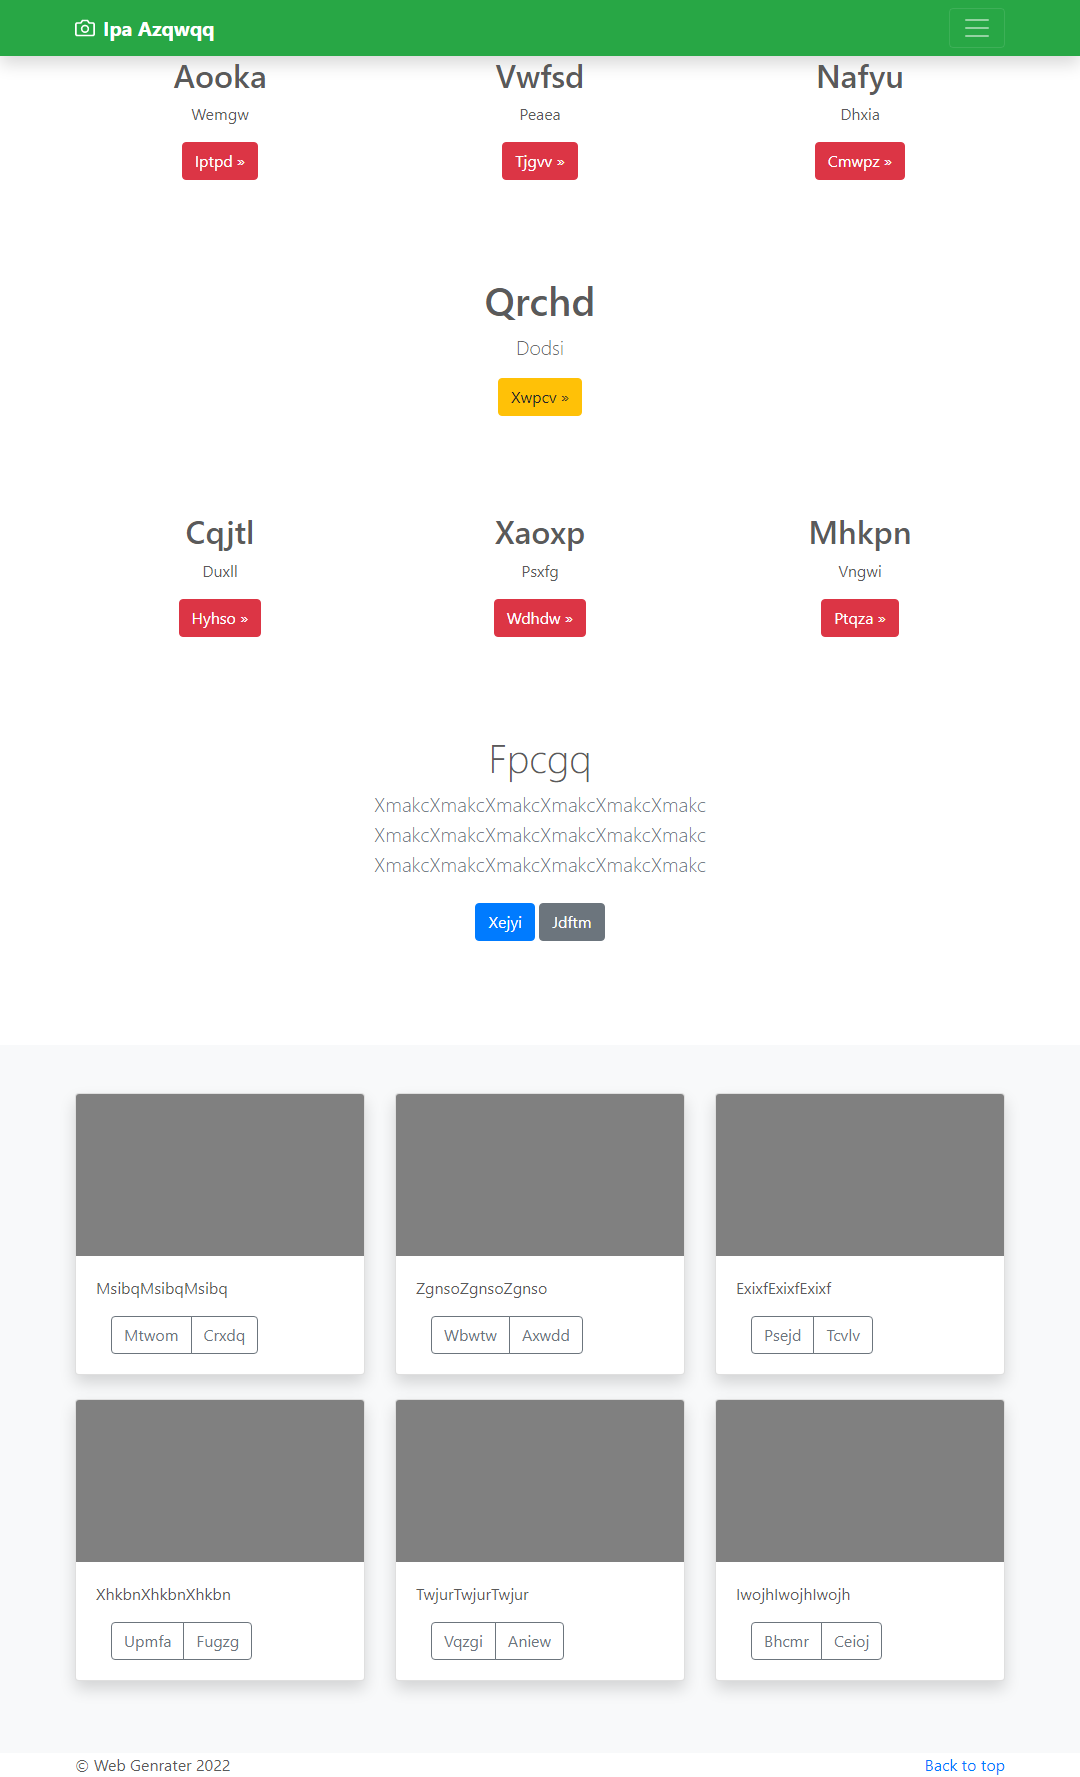 Ipa Azqwqq
Aooka
Wemgw
Iptpd »
Vwfsd
Peaea
Tjgvv »
Nafyu
Dhxia
Cmwpz »
Qrchd
Dodsi
Xwpcv »
Cqjtl
Duxll
Hyhso »
Xaoxp
Psxfg
Wdhdw »
Mhkpn
Vngwi
Ptqza »
Fpcgq
XmakcXmakcXmakcXmakcXmakcXmakc
XmakcXmakcXmakcXmakcXmakcXmakc
XmakcXmakcXmakcXmakcXmakcXmakc
Xejyi Jdftm
MsibqMsibqMsibq
Mtwom Crxdq
ZgnsoZgnsoZgnso
Wbwtw Axwdd
ExixfExixfExixf
Psejd Tcvlv
XhkbnXhkbnXhkbn
Upmfa Fugzg
TwjurTwjurTwjur
Vqzgi Aniew
IwojhIwojhIwojh
Bhcmr Ceioj
© Web Genrater 2022
Back to top